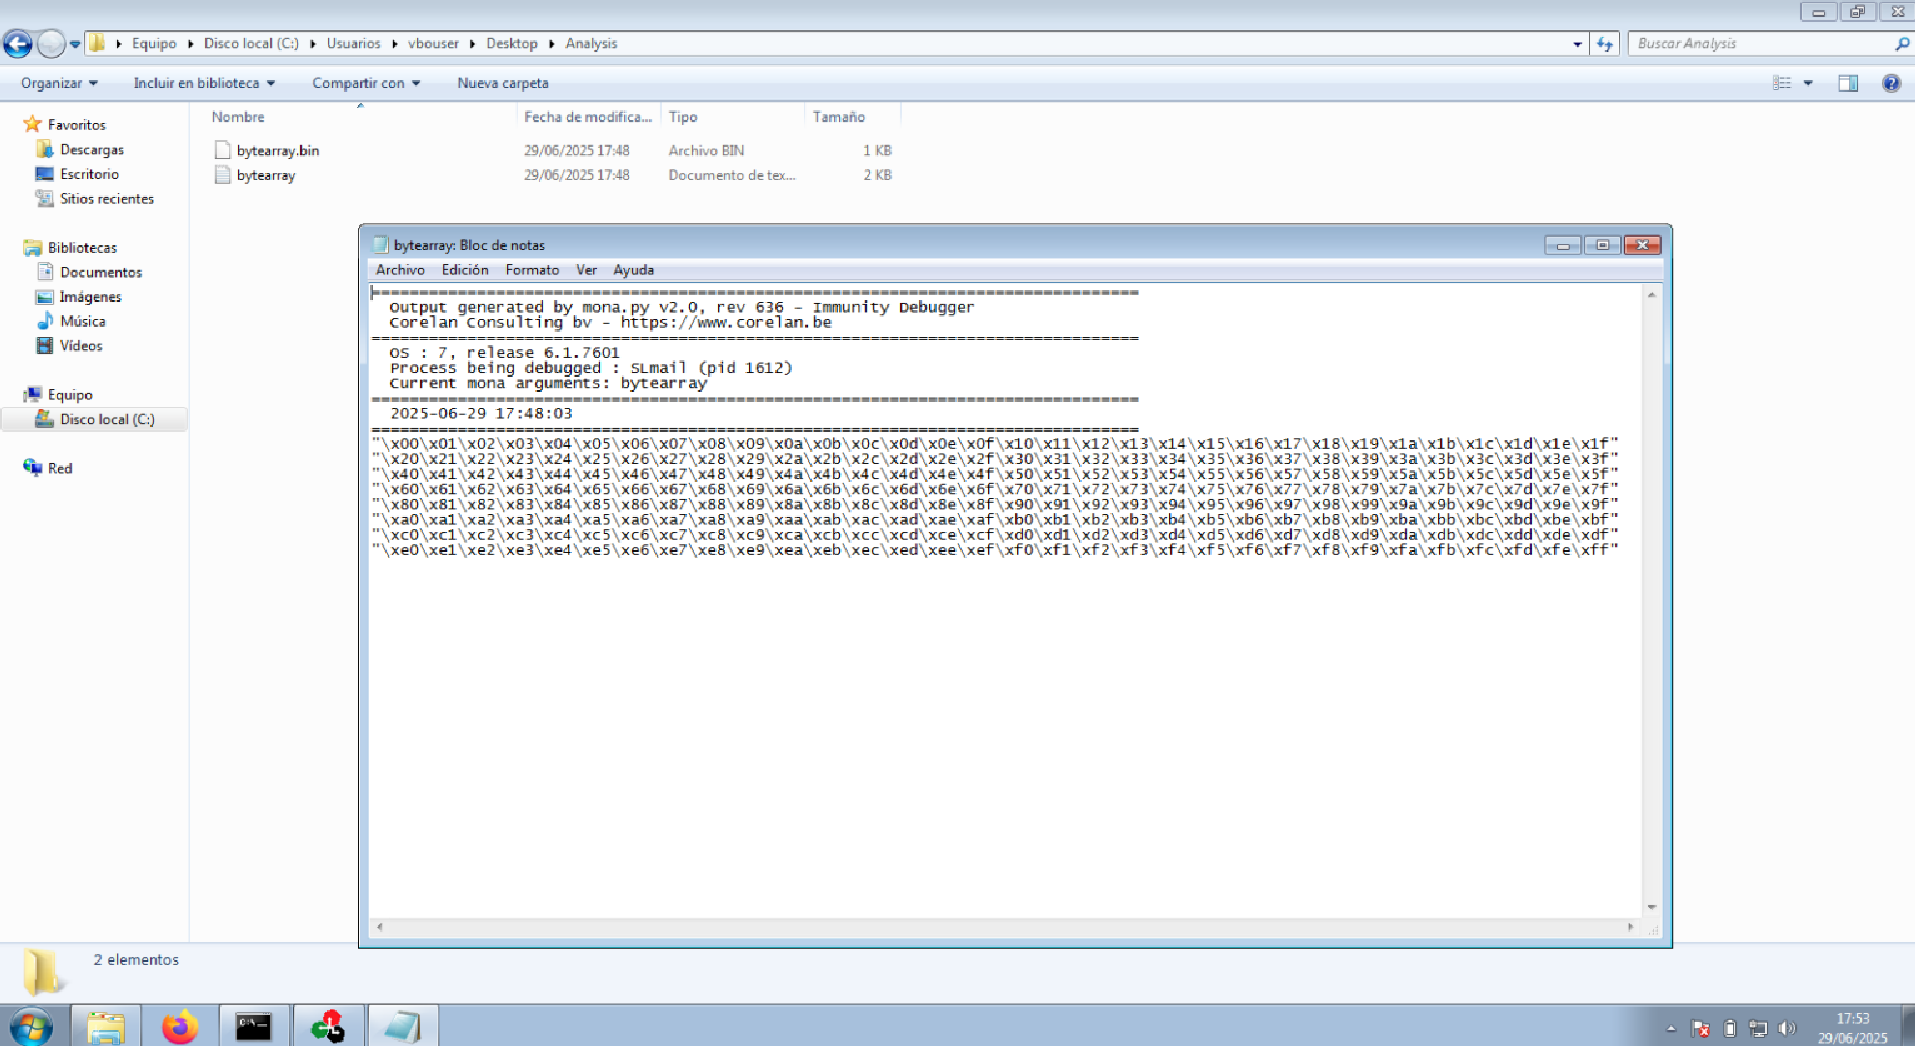 Equipo Disco local (C:) Usuarios vbouser Desktop Analysis
Buscar Analysis
Organizar Incluir en biblioteca Compartir con Nueva carpeta
Favoritos
Descargas
Escritorio
Sitios recientes
Bibliotecas
Documentos
Imágenes
Música
Vídeos
Equipo
Disco local (C:)
Red
Nombre Fecha de modifica... Tipo Tamaño
bytearray.bin 29/06/2025 17:48 Archivo BIN 1 KB
bytearray 29/06/2025 17:48 Documento de tex... 2 KB
bytearray: Bloc de notas
Archivo Edición Formato Ver Ayuda
================================================================================
Output generated by mona.py v2.0, rev 636 - Immunity Debugger
Corelan Consulting bv - https://www.corelan.be
================================================================================
OS : 7, release 6.1.7601
Process being debugged : SLmail (pid 1612)
Current mona arguments: bytearray
================================================================================
2025-06-29 17:48:03
================================================================================
"\x00\x01\x02\x03\x04\x05\x06\x07\x08\x09\x0a\x0b\x0c\x0d\x0e\x0f\x10\x11\x12\x13\x14\x15\x16\x17\x18\x19\x1a\x1b\x1c\x1d\x1e\x1f"
"\x20\x21\x22\x23\x24\x25\x26\x27\x28\x29\x2a\x2b\x2c\x2d\x2e\x2f\x30\x31\x32\x33\x34\x35\x36\x37\x38\x39\x3a\x3b\x3c\x3d\x3e\x3f"
"\x40\x41\x42\x43\x44\x45\x46\x47\x48\x49\x4a\x4b\x4c\x4d\x4e\x4f\x50\x51\x52\x53\x54\x55\x56\x57\x58\x59\x5a\x5b\x5c\x5d\x5e\x5f"
"\x60\x61\x62\x63\x64\x65\x66\x67\x68\x69\x6a\x6b\x6c\x6d\x6e\x6f\x70\x71\x72\x73\x74\x75\x76\x77\x78\x79\x7a\x7b\x7c\x7d\x7e\x7f"
"\x80\x81\x82\x83\x84\x85\x86\x87\x88\x89\x8a\x8b\x8c\x8d\x8e\x8f\x90\x91\x92\x93\x94\x95\x96\x97\x98\x99\x9a\x9b\x9c\x9d\x9e\x9f"
"\xa0\xa1\xa2\xa3\xa4\xa5\xa6\xa7\xa8\xa9\xaa\xab\xac\xad\xae\xaf\xb0\xb1\xb2\xb3\xb4\xb5\xb6\xb7\xb8\xb9\xba\xbb\xbc\xbd\xbe\xbf"
"\xc0\xc1\xc2\xc3\xc4\xc5\xc6\xc7\xc8\xc9\xca\xcb\xcc\xcd\xce\xcf\xd0\xd1\xd2\xd3\xd4\xd5\xd6\xd7\xd8\xd9\xda\xdb\xdc\xdd\xde\xdf"
"\xe0\xe1\xe2\xe3\xe4\xe5\xe6\xe7\xe8\xe9\xea\xeb\xec\xed\xee\xef\xf0\xf1\xf2\xf3\xf4\xf5\xf6\xf7\xf8\xf9\xfa\xfb\xfc\xfd\xfe\xff"
2 elementos
17:53
29/06/2025